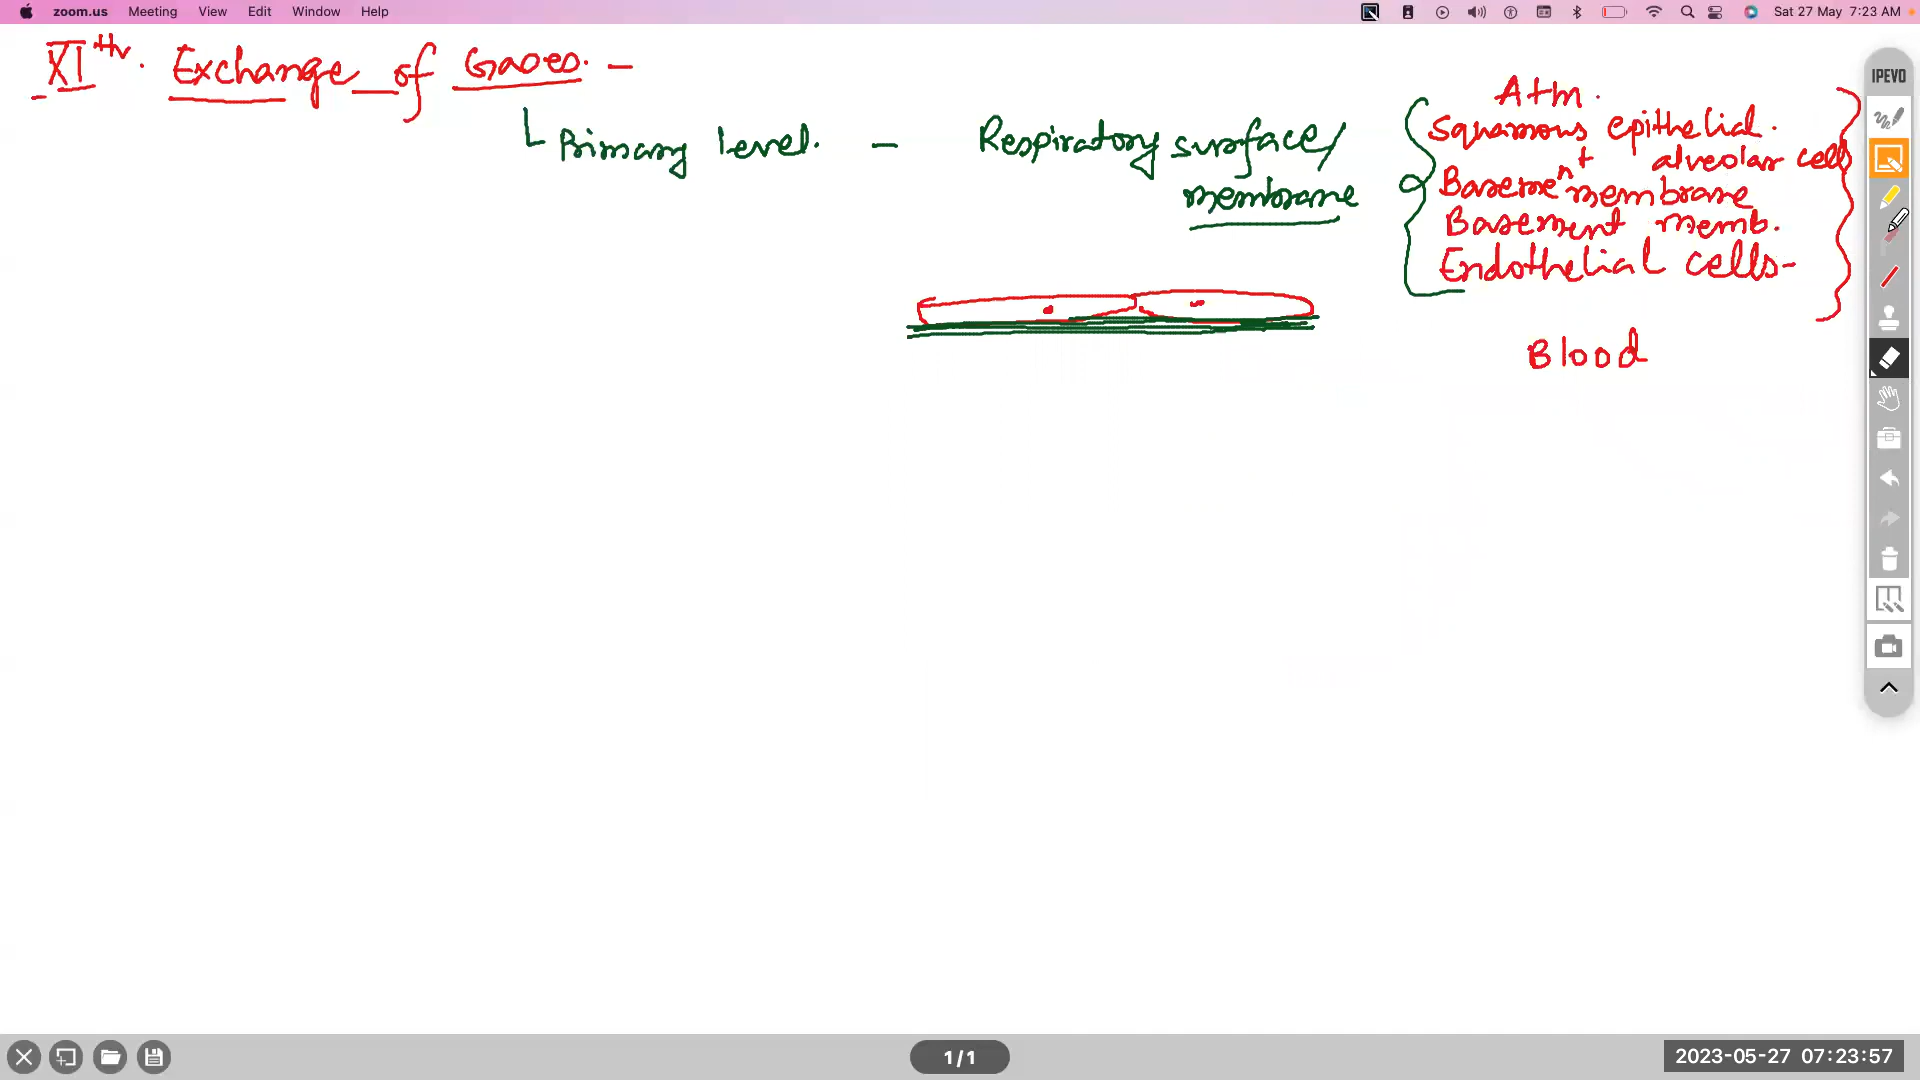 zoom.us Meeting View Edit Window Help Sat 27 May 7:23 AM
XIth. Exchange of Gases. -
Primary level. - Respiratory surface/
membrane
Atm.
Squamous epithelial.
alveolar cell
Basement membrane
Basement memb.
Endothelial cells-
Blood
IPEVO
1/1
2023-05-27 07:23:57